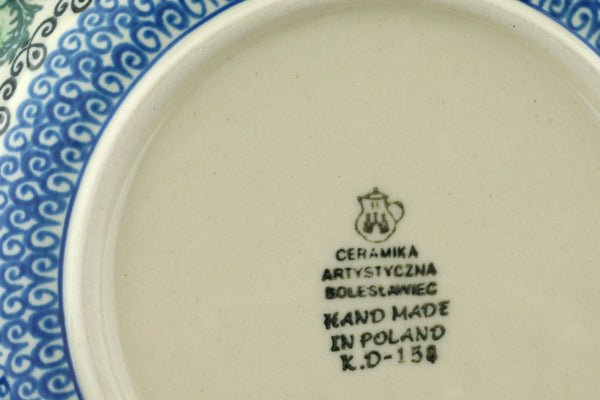 CERAMIKA
ARTYSTYCZNA
BOLESŁAWIEC
HAND MADE
IN POLAND